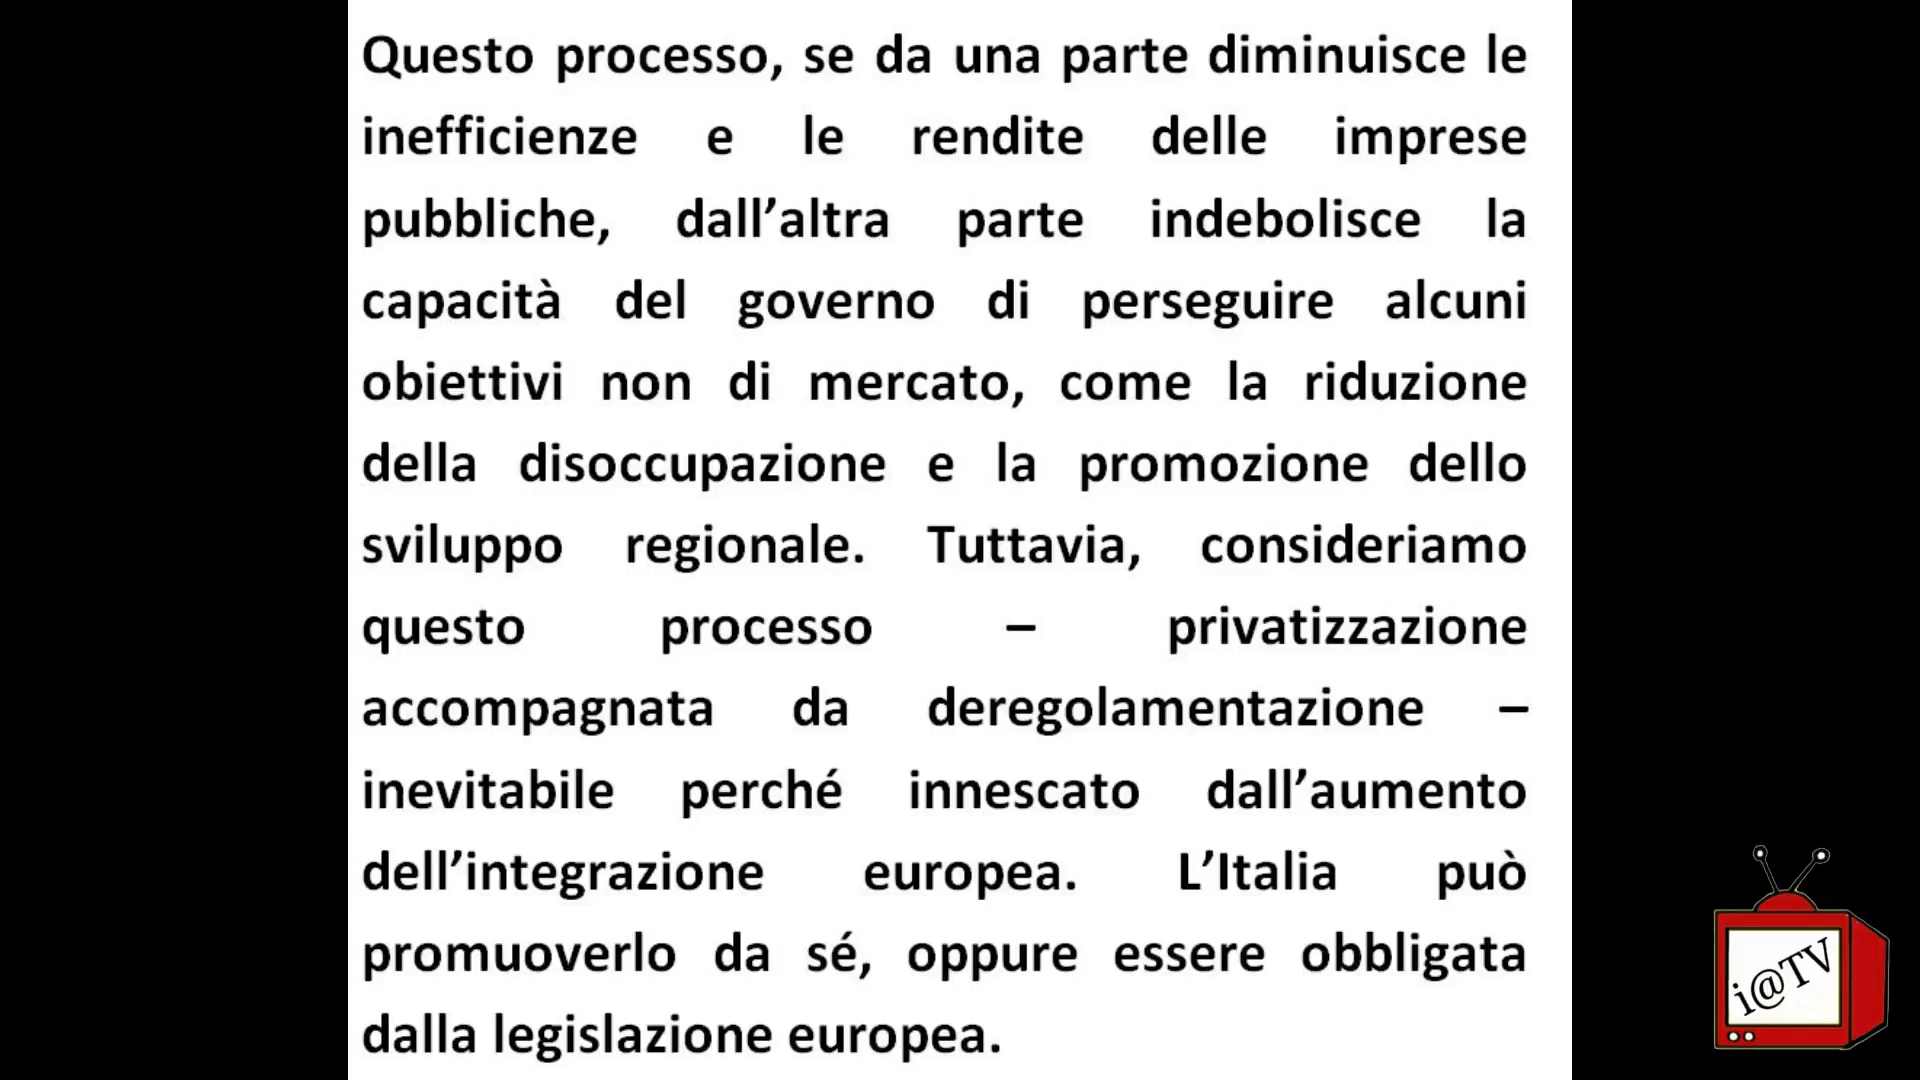 Questo processo, se da una parte diminuisce le
inefficienze e le rendite delle imprese
pubbliche, dall’altra parte indebolisce la
capacità del governo di perseguire alcuni
obiettivi non di mercato, come la riduzione
della disoccupazione e la promozione dello
sviluppo regionale. Tuttavia, consideriamo
questo processo – privatizzazione
accompagnata da deregolamentazione –
inevitabile perché innescato dall’aumento
dell’integrazione europea. L’Italia può
promuoverlo da sé, oppure essere obbligata
dalla legislazione europea.
i@TV